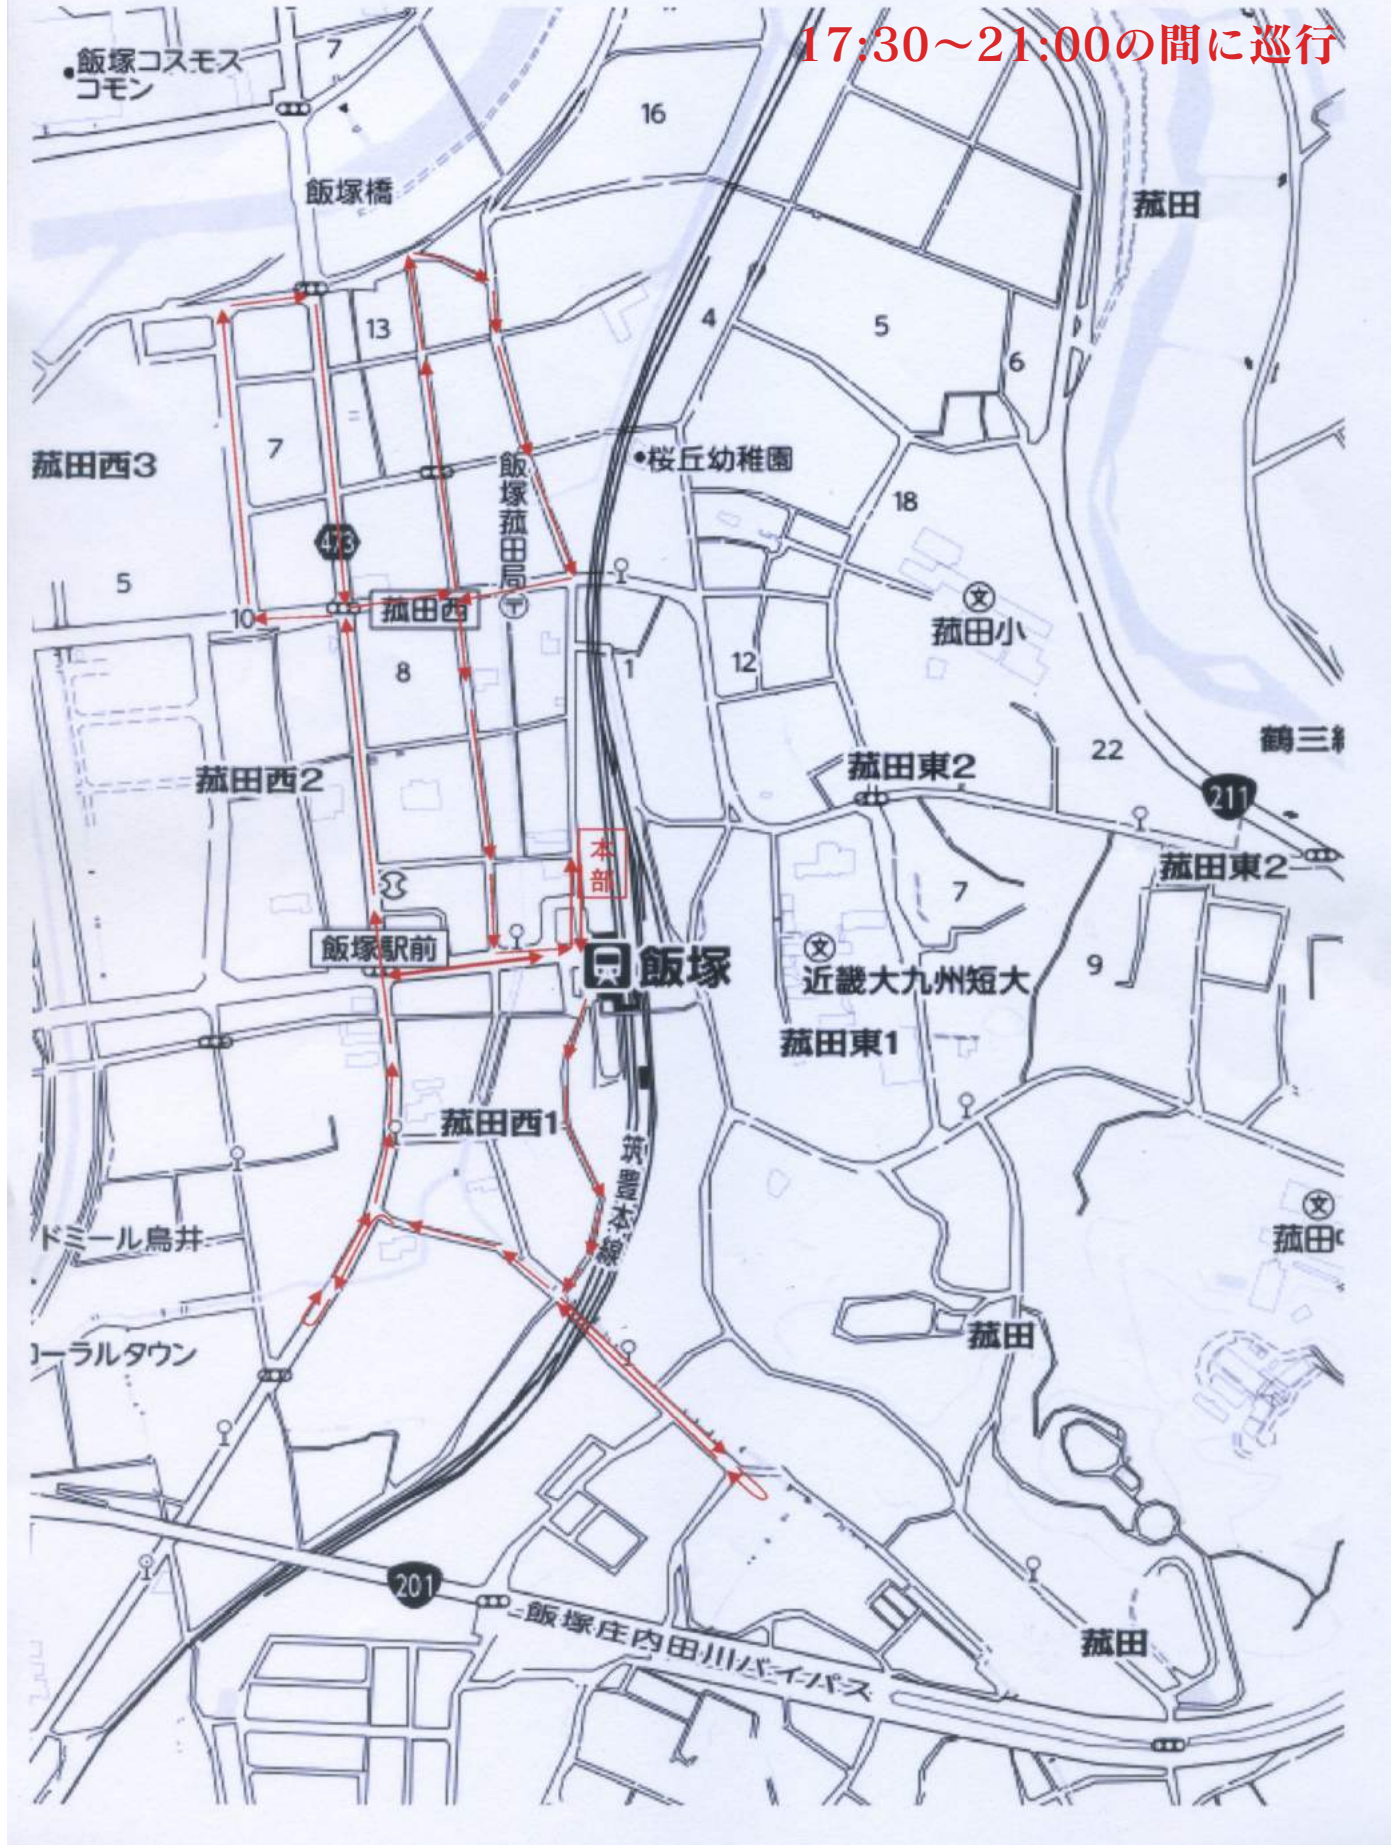 17:30～21:00の間に巡行
飯塚コスモス
コモン
7
16
飯塚橋
菰田
13
4
5
6
7
菰田西3
飯塚菰田局
桜丘幼稚園
18
473
5
10
菰田西
文
菰田小
8
1
12
菰田西2
菰田東2
22
鶴三
211
本部
菰田東2
7
飯塚駅前
飯塚
文
近畿大九州短大
9
菰田東1
菰田西1
筑豊本線
文
菰田
ドミール鳥井
ローラルタウン
菰田
201
飯塚庄内田川バイパス
菰田